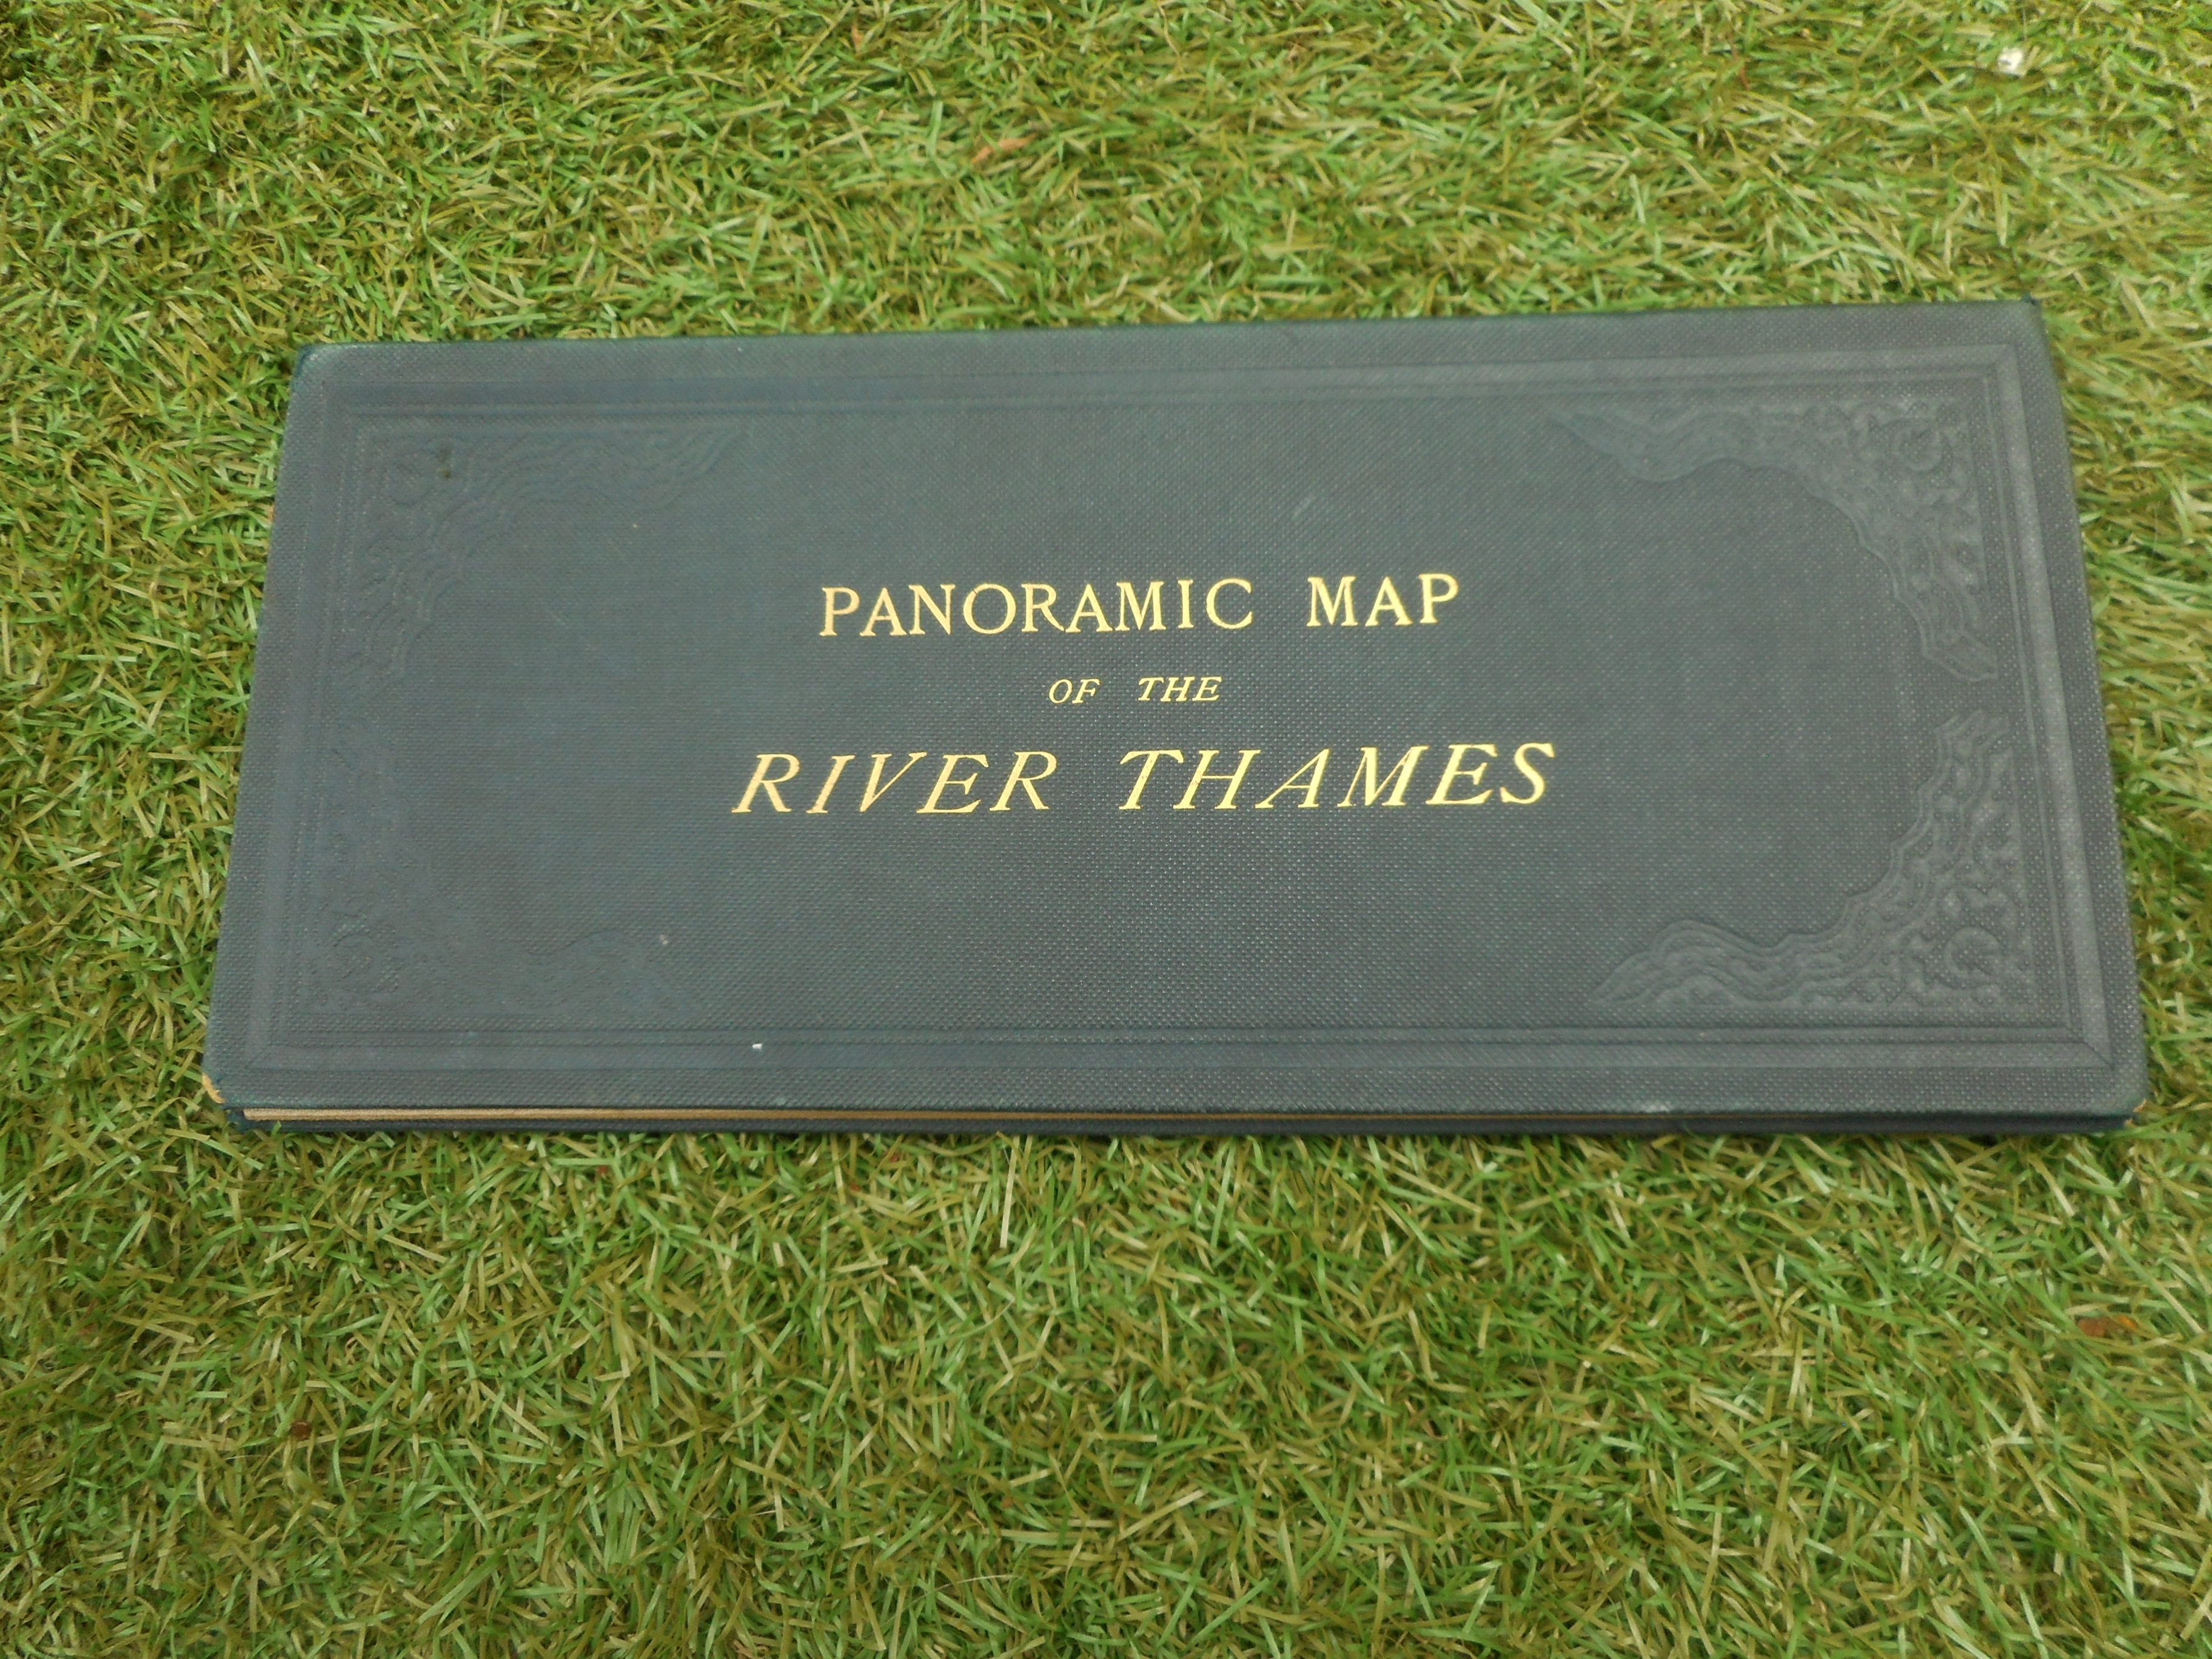 PANORAMIC MAP
OF THE
RIVER THAMES